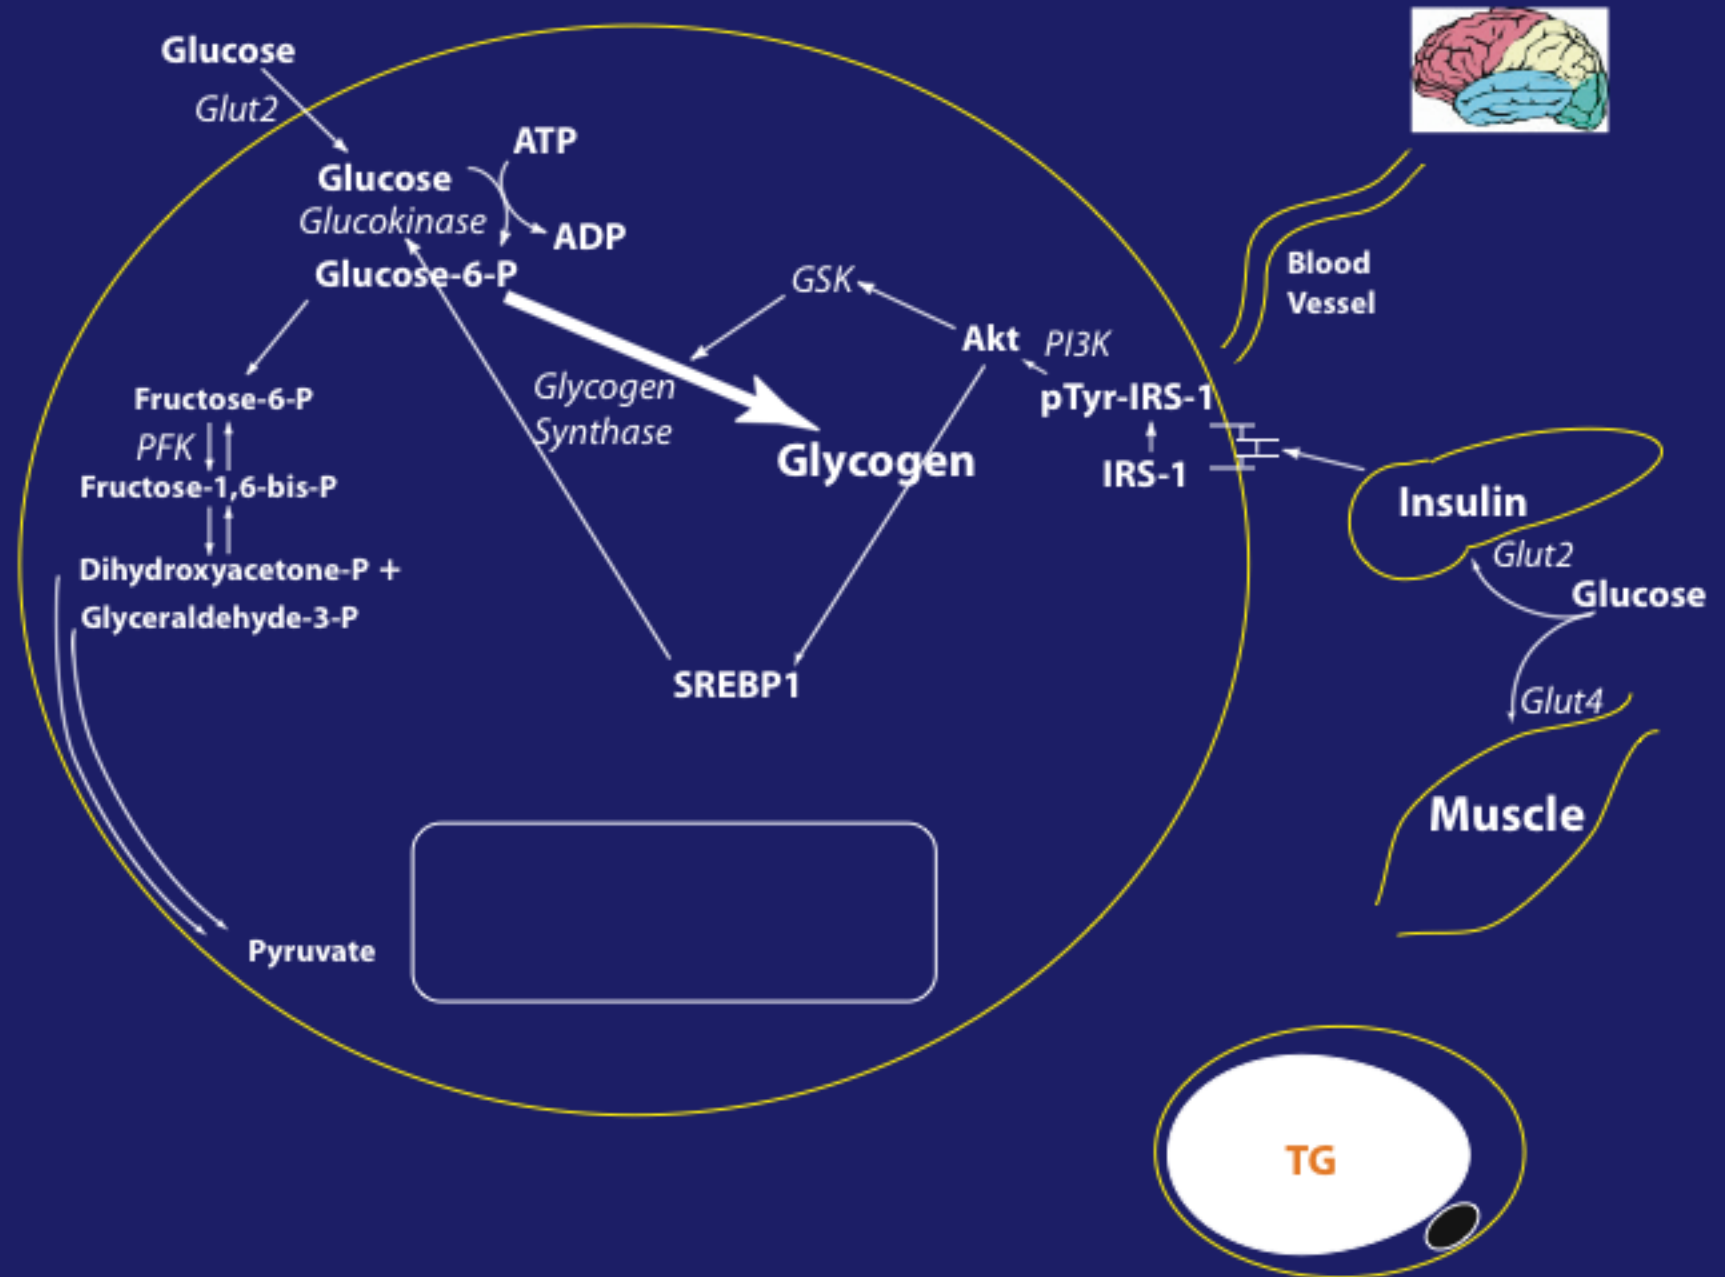 Glucose
Glut2
ATP
Glucose
Glucokinase
ADP
Glucose-6-P
GSK
Akt
PI3K
pTyr-IRS-1
IRS-1
Glycogen
Synthase
Glycogen
Fructose-6-P
PFK
Fructose-1,6-bis-P
Dihydroxyacetone-P +
Glyceraldehyde-3-P
SREBP1
Pyruvate
Blood
Vessel
Insulin
Glut2
Glucose
Glut4
Muscle
TG